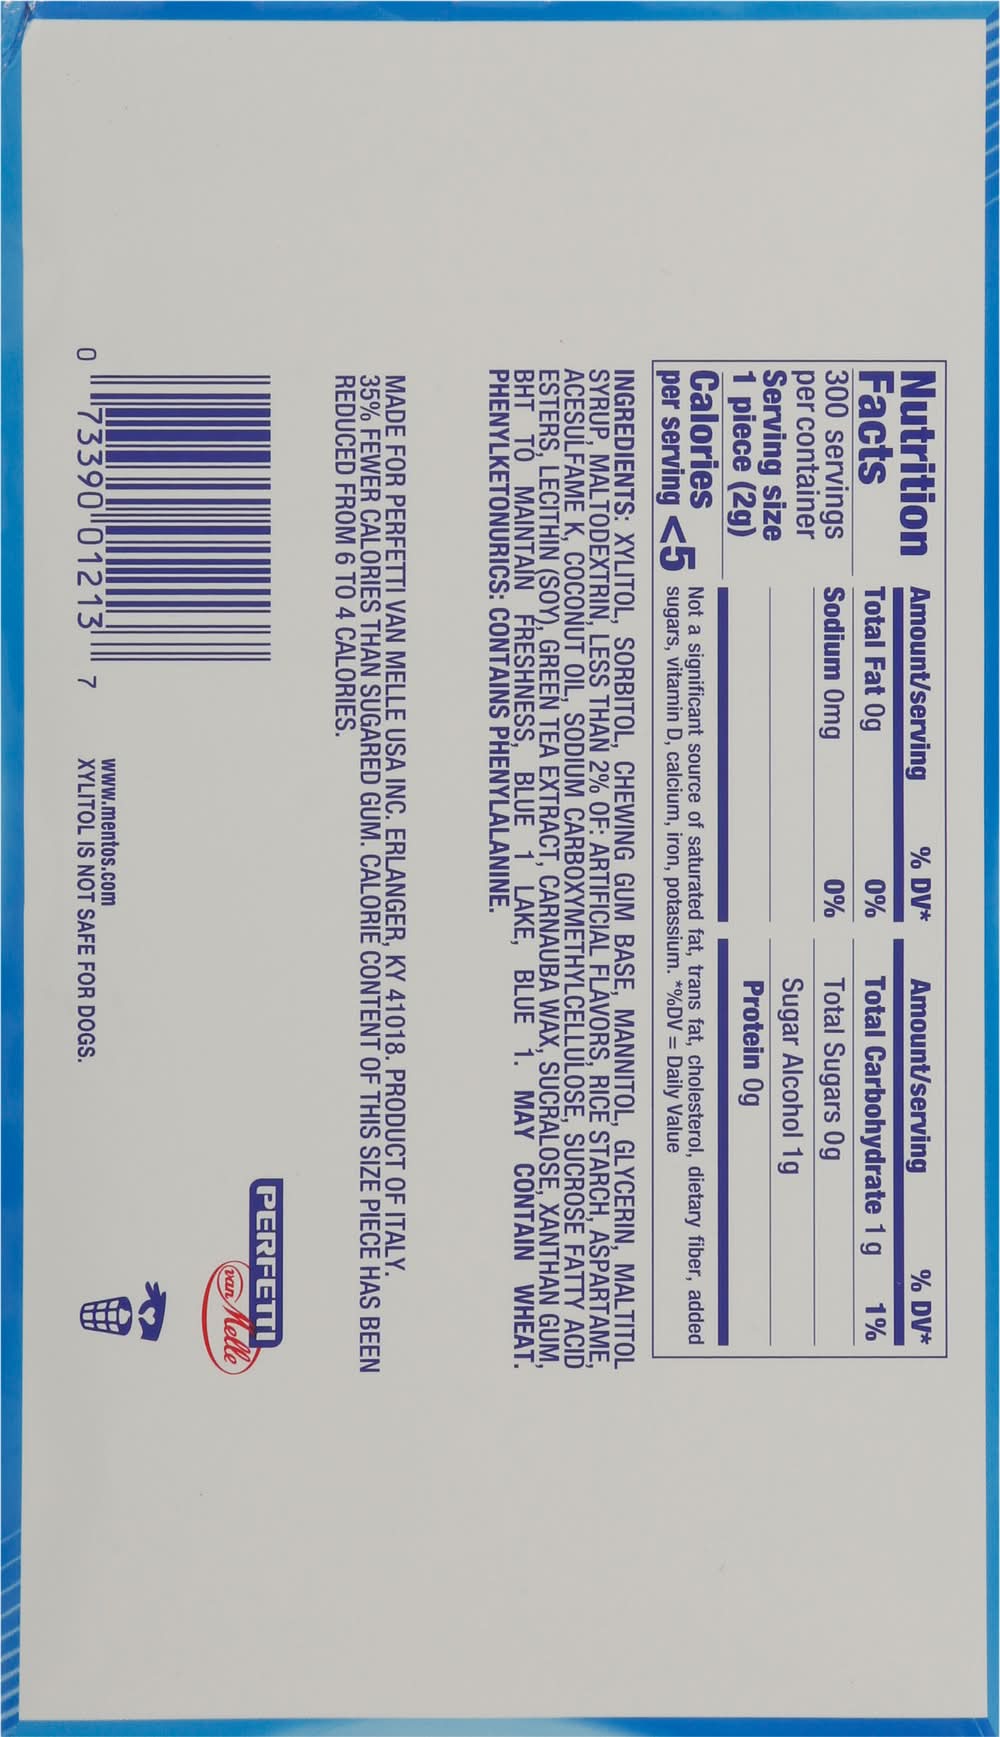 Nutrition
Facts
300 servings
per container
Serving size
1 piece (2g)
Calories
per serving <5
Amount/serving % DV*
Total Fat 0g 0%
Sodium 0mg 0%
Amount/serving % DV*
Total Carbohydrate 1g 1%
Total Sugars 0g
Sugar Alcohol 1g
Protein 0g
Not a significant source of saturated fat, trans fat, cholesterol, dietary fiber, added
sugars, vitamin D, calcium, iron, potassium. *%DV = Daily Value
INGREDIENTS: XYLITOL, SORBITOL, CHEWING GUM BASE, MANNITOL, GLYCERIN, MALTITOL
SYRUP, MALTODEXTRIN, LESS THAN 2% OF: ARTIFICIAL FLAVORS, RICE STARCH, ASPARTAME,
ACESULFAME K, COCONUT OIL, SODIUM CARBOXYMETHYLCELLULOSE, SUCROSE FATTY ACID
ESTERS, LECITHIN (SOY), GREEN TEA EXTRACT, CARNAUBA WAX, SUCRALOSE, XANTHAN GUM,
BHT TO MAINTAIN FRESHNESS, BLUE 1 LAKE, BLUE 1. MAY CONTAIN WHEAT.
PHENYLKETONURICS: CONTAINS PHENYLALANINE.
MADE FOR PERFETTI VAN MELLE USA INC. ERLANGER, KY 41018. PRODUCT OF ITALY.
35% FEWER CALORIES THAN SUGARED GUM. CALORIE CONTENT OF THIS SIZE PIECE HAS BEEN
REDUCED FROM 6 TO 4 CALORIES.
PERFETTI
van Melle
0 73390 01213 7
www.mentos.com
XYLITOL IS NOT SAFE FOR DOGS.